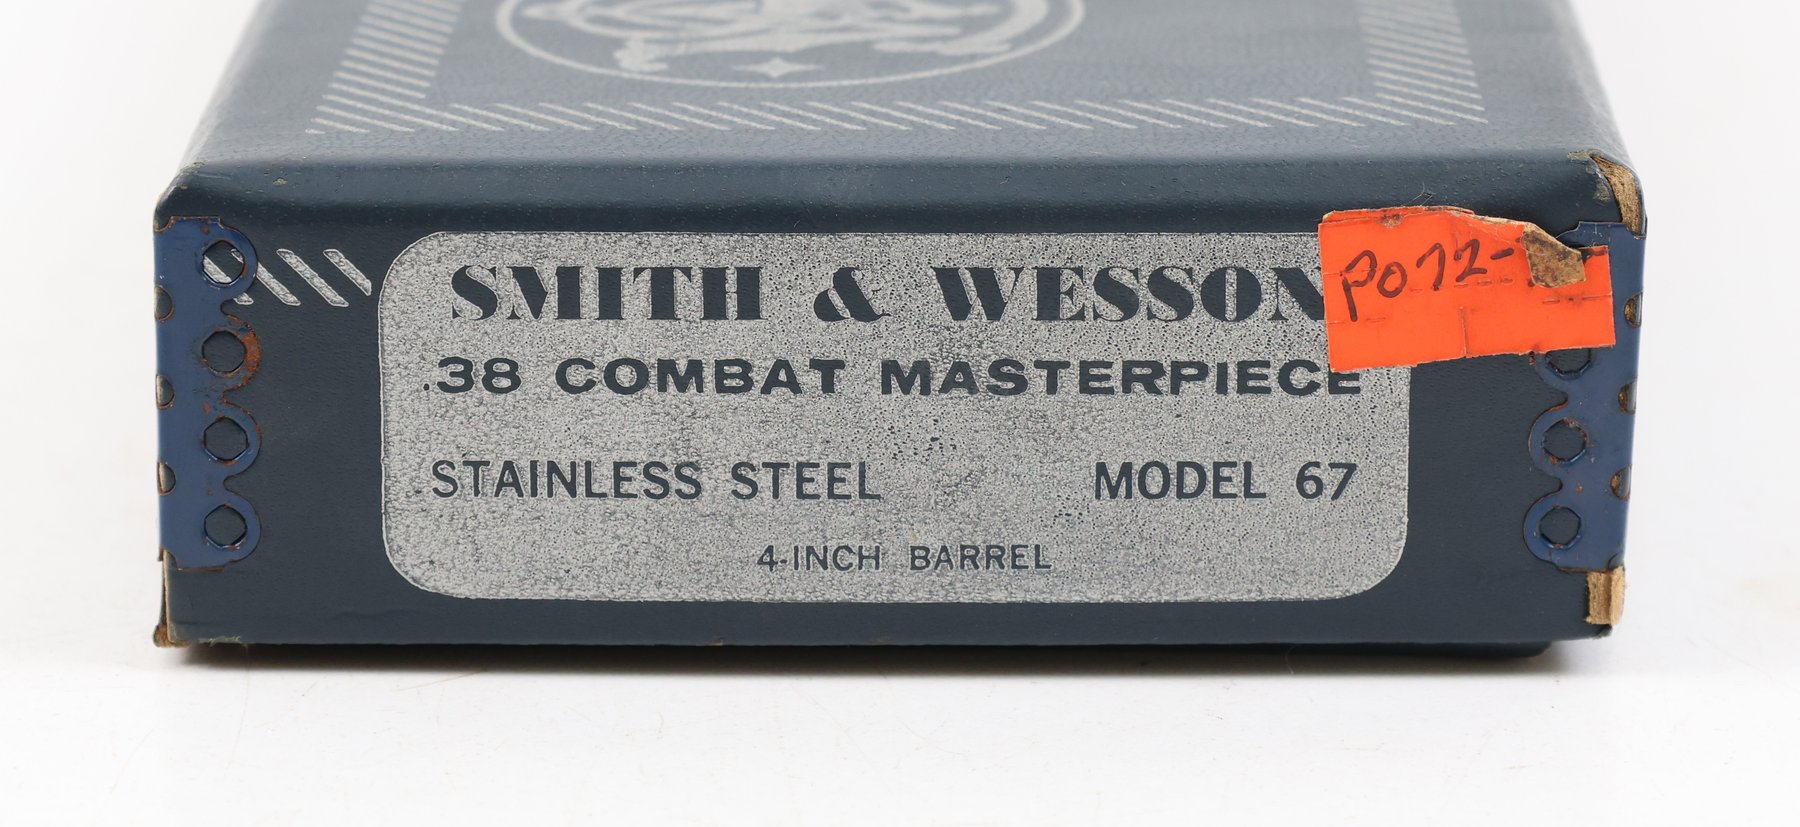 SMITH & WESSON
.38 COMBAT MASTERPIECE
STAINLESS STEEL MODEL 67
4-INCH BARREL